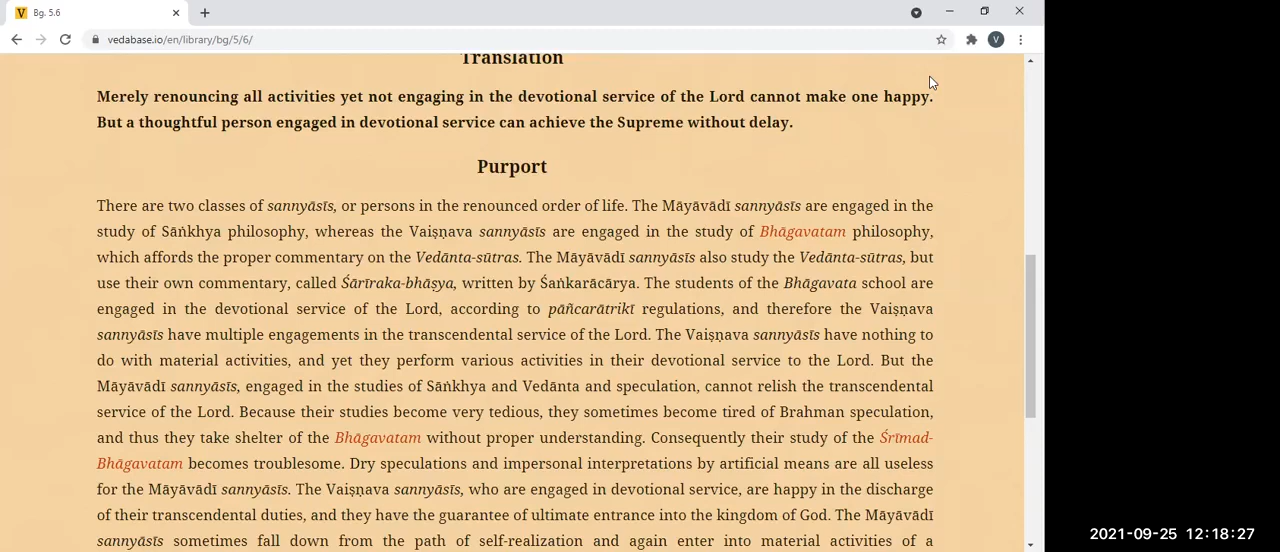 Bg. 5.6
vedabase.io/en/library/bg/5/6/
Translation
Merely renouncing all activities yet not engaging in the devotional service of the Lord cannot make one happy.
But a thoughtful person engaged in devotional service can achieve the Supreme without delay.
Purport
There are two classes of sannyāsīs, or persons in the renounced order of life. The Māyāvādī sannyāsīs are engaged in the
study of Sāṅkhya philosophy, whereas the Vaiṣṇava sannyāsīs are engaged in the study of Bhāgavatam philosophy,
which affords the proper commentary on the Vedānta-sūtras. The Māyāvādī sannyāsīs also study the Vedānta-sūtras, but
use their own commentary, called Śārīraka-bhāṣya, written by Śaṅkarācārya. The students of the Bhāgavata school are
engaged in the devotional service of the Lord, according to pāñcarātrikī regulations, and therefore the Vaiṣṇava
sannyāsīs have multiple engagements in the transcendental service of the Lord. The Vaiṣṇava sannyāsīs have nothing to
do with material activities, and yet they perform various activities in their devotional service to the Lord. But the
Māyāvādī sannyāsīs, engaged in the studies of Sāṅkhya and Vedānta and speculation, cannot relish the transcendental
service of the Lord. Because their studies become very tedious, they sometimes become tired of Brahman speculation,
and thus they take shelter of the Bhāgavatam without proper understanding. Consequently their study of the Śrīmad-
Bhāgavatam becomes troublesome. Dry speculations and impersonal interpretations by artificial means are all useless
for the Māyāvādī sannyāsīs. The Vaiṣṇava sannyāsīs, who are engaged in devotional service, are happy in the discharge
of their transcendental duties, and they have the guarantee of ultimate entrance into the kingdom of God. The Māyāvādī
sannyāsīs sometimes fall down from the path of self-realization and again enter into material activities of a
2021-09-25 12:18:27